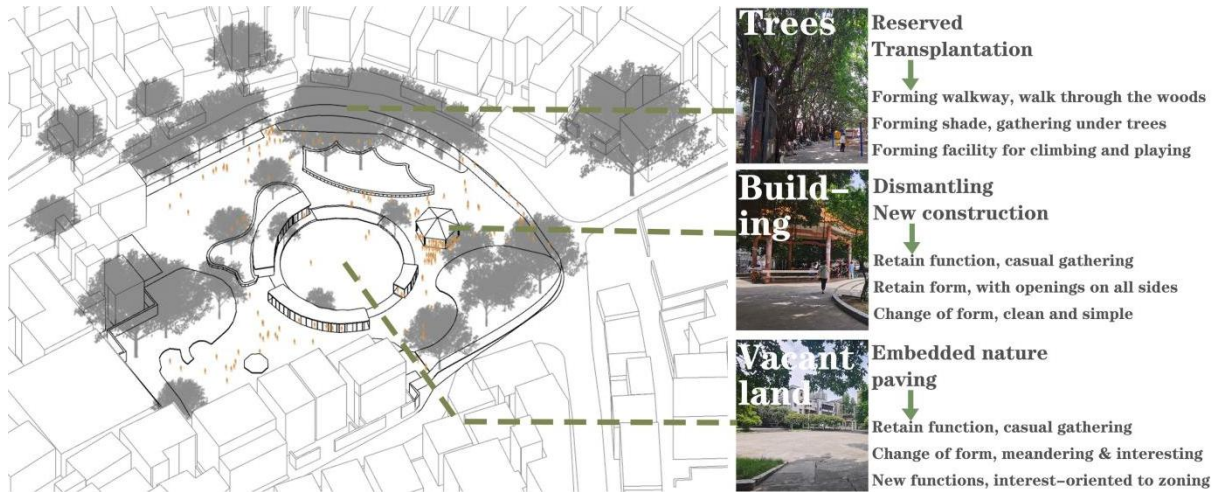 Trees
Reserved
Transplantation
Forming walkway, walk through the woods
Forming shade, gathering under trees
Forming facility for climbing and playing
Build-
ing
Dismantling
New construction
Retain function, casual gathering
Retain form, with openings on all sides
Change of form, clean and simple
Vacant
land
Embedded nature
paving
Retain function, casual gathering
Change of form, meandering & interesting
New functions, interest-oriented to zoning